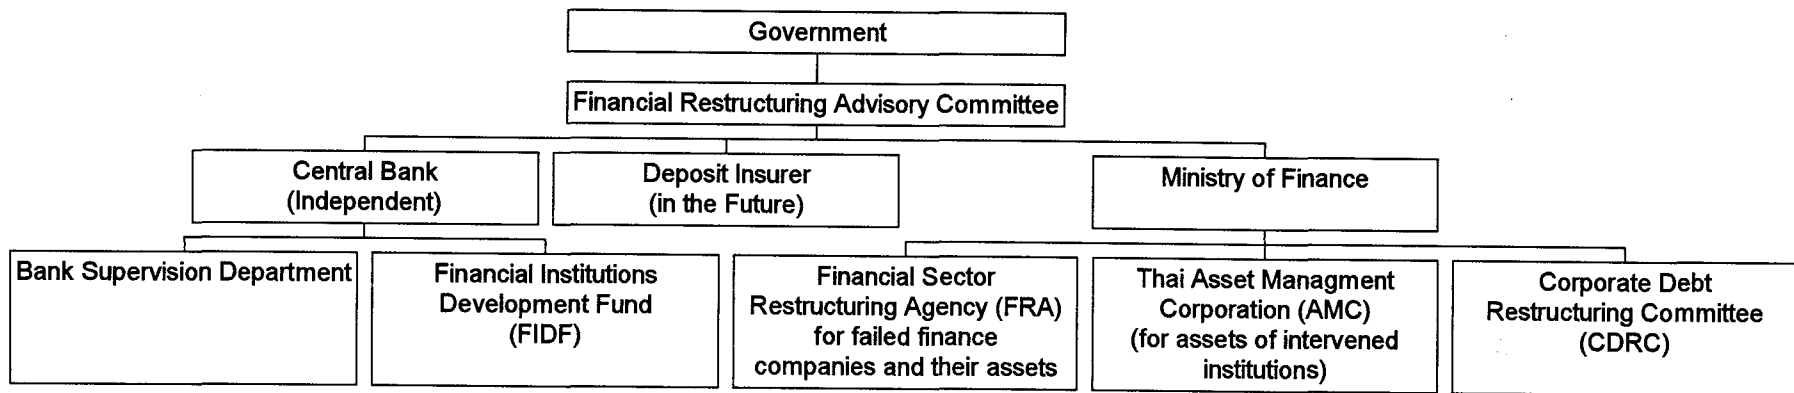 Government
Financial Restructuring Advisory Committee
Central Bank
(Independent)
Deposit Insurer
(in the Future)
Ministry of Finance
Bank Supervision Department
Financial Institutions
Development Fund
(FIDF)
Financial Sector
Restructuring Agency (FRA)
for failed finance
companies and their assets
Thai Asset Managment
Corporation (AMC)
(for assets of intervened
institutions)
Corporate Debt
Restructuring Committee
(CDRC)